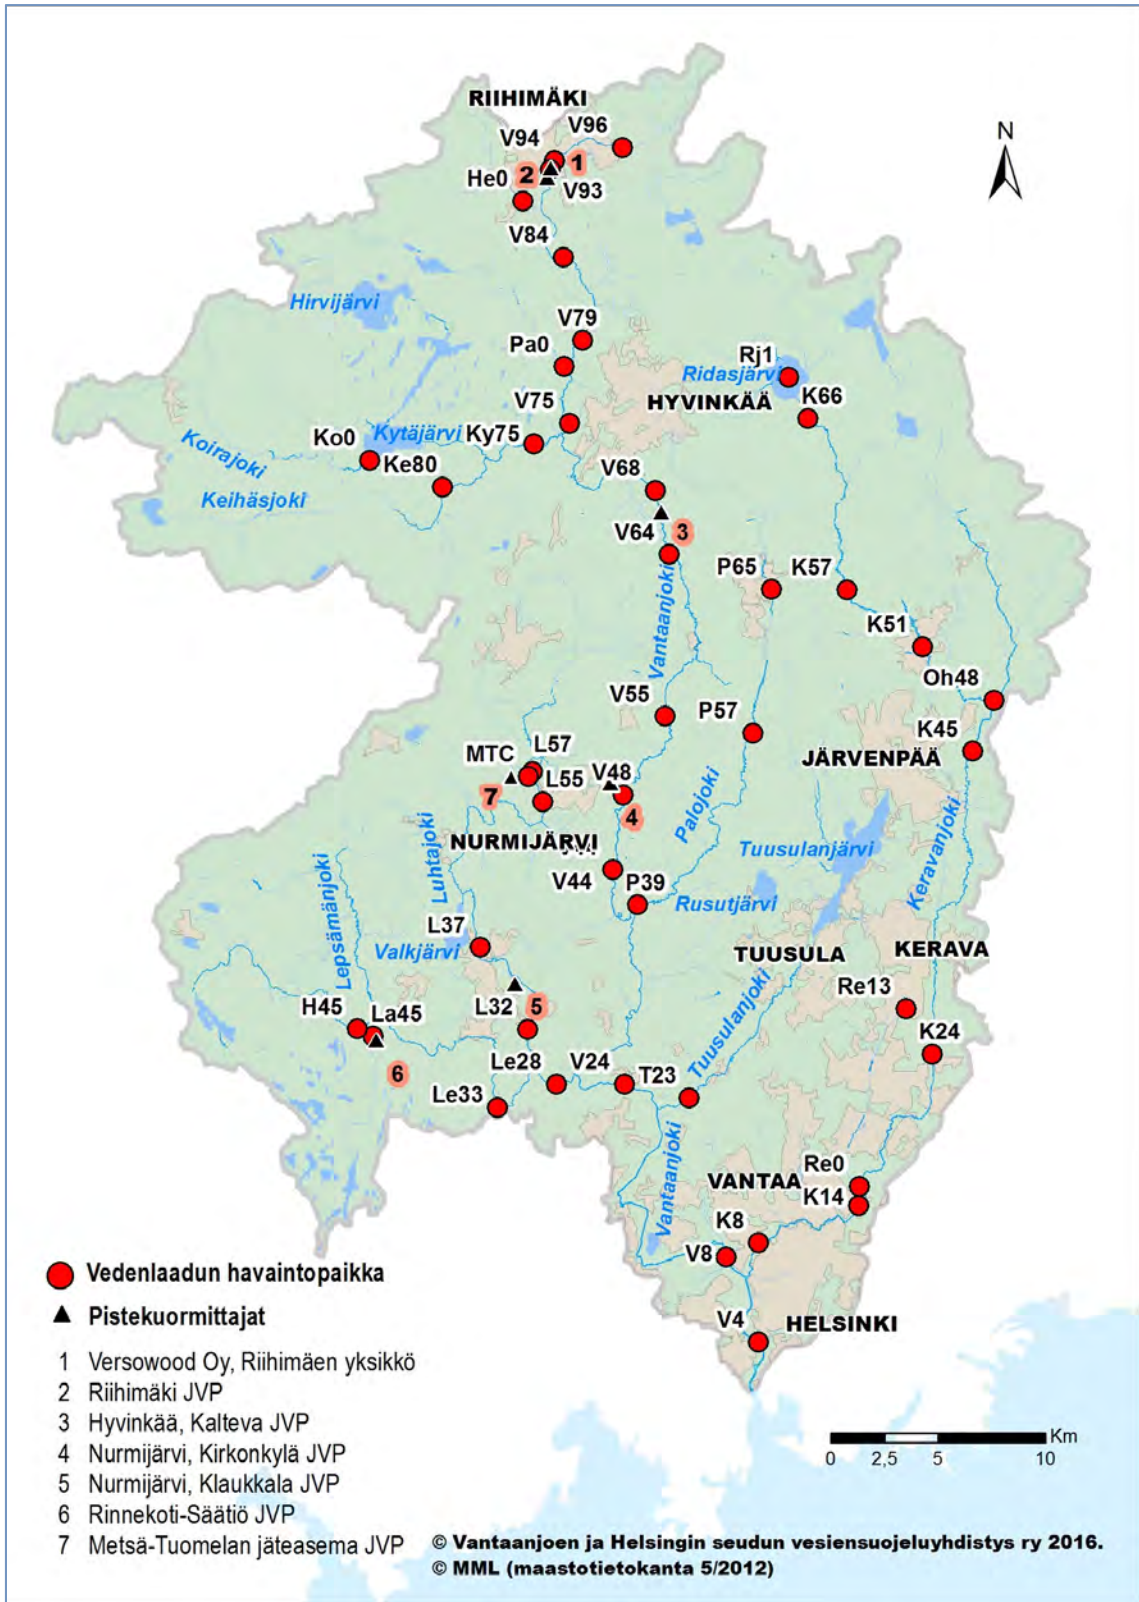 RIIHIMÄKI
V94
V96
1
2
He0
V93
V84
N
Hirvijärvi
V79
Pa0
Rj1
Ridasjärvi
HYVINKÄÄ
K66
V75
Ko0
Kytäjärvi
Ky75
Koirajoki
Ke80
Keihäsjoki
V68
V64
3
P65
K57
Vantaanjoki
K51
Oh48
V55
P57
K45
JÄRVENPÄÄ
MTC
L57
L55
V48
7
4
Palojoki
NURMIJÄRVI
Tuusulanjärvi
Keravanjoki
Luhtajoki
V44
P39
Rusutjärvi
Lepsämänjoki
L37
Valkjärvi
TUUSULA
KERAVA
Re13
H45
La45
L32
5
K24
Tuusulanjoki
6
Le28
V24
T23
Le33
Vantaanjoki
Re0
VANTAA
K14
K8
V8
V4
HELSINKI
Vedenlaadun havaintopaikka
Pistekuormittajat
1 Versowood Oy, Riihimäen yksikkö
2 Riihimäki JVP
3 Hyvinkää, Kalteva JVP
4 Nurmijärvi, Kirkonkylä JVP
5 Nurmijärvi, Klaukkala JVP
6 Rinnekoti-Säätiö JVP
7 Metsä-Tuomelan jäteasema JVP
Km
0 2,5 5 10
© Vantaanjoen ja Helsingin seudun vesiensuojeluyhdistys ry 2016.
© MML (maastotietokanta 5/2012)